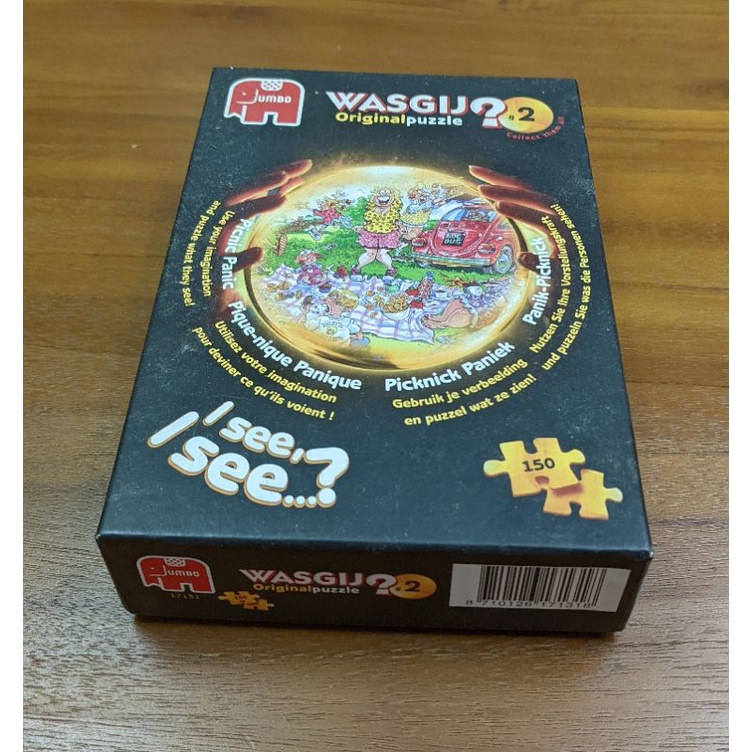 JUMBO
WASGIJ?
Originalpuzzle
#2
Collect them all
Picnic Panic
Use your imagination
and puzzle what they see!
Pique-nique Panique
Utilisez votre imagination
pour deviner ce qu'ils voient !
Picknick Paniek
Gebruik je verbeelding
en puzzel wat ze zien!
Panik-Picknick
Nutzen Sie Ihre Vorstellungskraft
und puzzeln Sie was die Personen sehen!
I see,
I see...?
150
JUMBO
17131
WASGIJ?
Originalpuzzle
#2
150
8 710126 171318